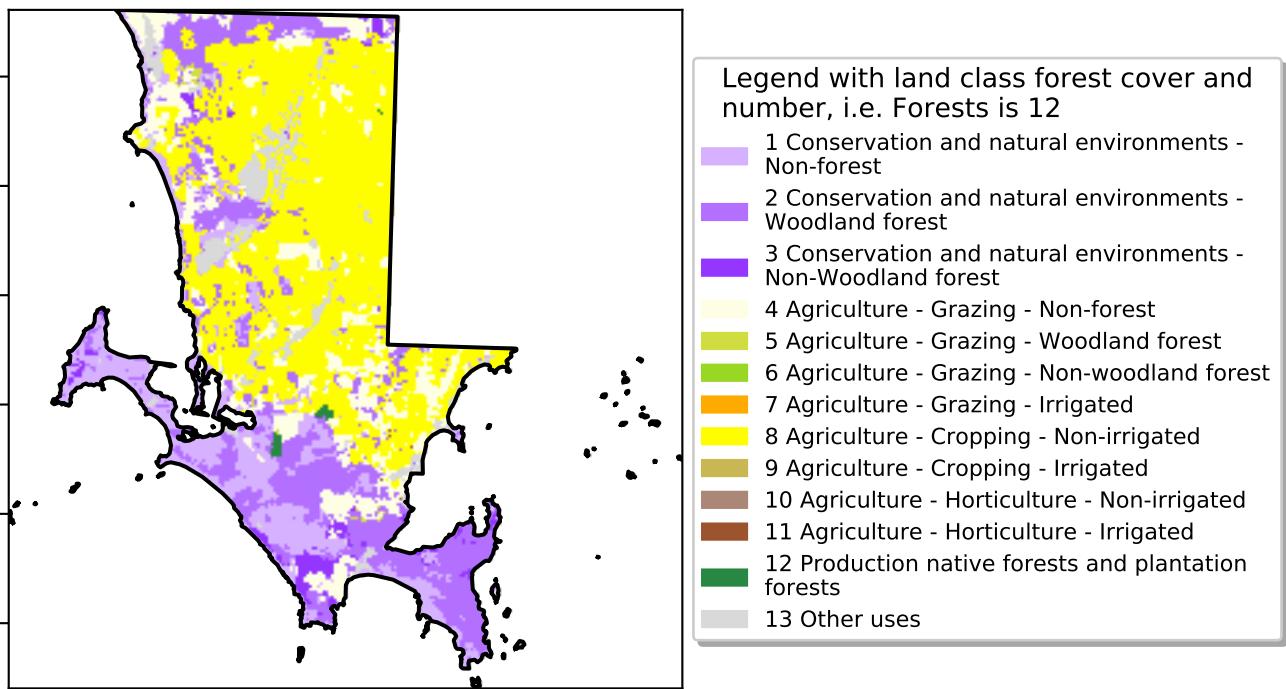 Legend with land class forest cover and
number, i.e. Forests is 12
1 Conservation and natural environments -
Non-forest
2 Conservation and natural environments -
Woodland forest
3 Conservation and natural environments -
Non-Woodland forest
4 Agriculture - Grazing - Non-forest
5 Agriculture - Grazing - Woodland forest
6 Agriculture - Grazing - Non-woodland forest
7 Agriculture - Grazing - Irrigated
8 Agriculture - Cropping - Non-irrigated
9 Agriculture - Cropping - Irrigated
10 Agriculture - Horticulture - Non-irrigated
11 Agriculture - Horticulture - Irrigated
12 Production native forests and plantation
forests
13 Other uses